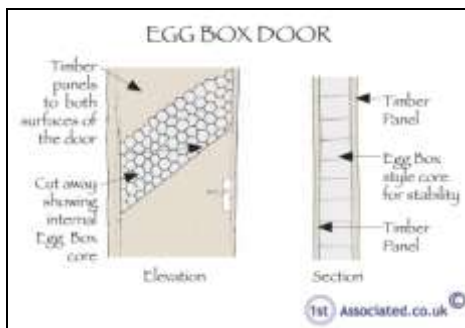 EGG BOX DOOR
Timber
panels
to both
surfaces of
the door
Cut away
showing
internal
Egg Box
core
Elevation
Timber
Panel
Egg Box
style core
for stability
Timber
Panel
Section
1st Associated.co.uk ©